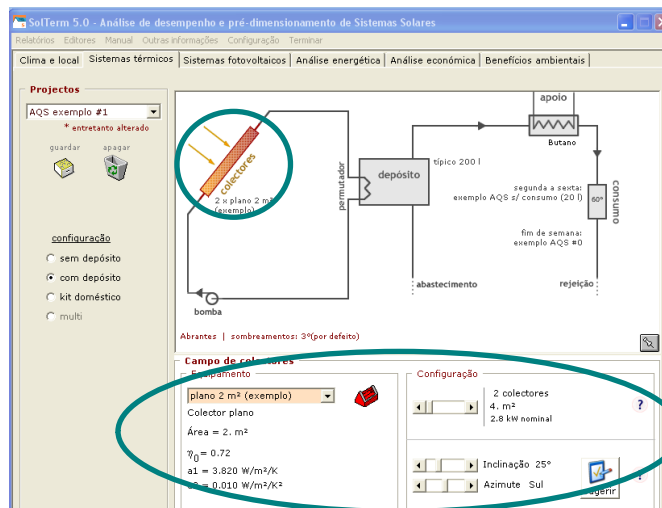 SolTerm 5.0 - Análise de desempenho e pré-dimensionamento de Sistemas Solares
Relatórios Editores Manual Outras informações Configuração Terminar
Clima e local Sistemas térmicos Sistemas fotovoltaicos Análise energética Análise económica Benefícios ambientais
Projectos
AQS exemplo #1
* entretanto alterado
guardar apagar
configuração
sem depósito
com depósito
kit doméstico
multi
colectores
2 x plano 2 m² (exemplo)
bomba
permutador
depósito
típico 200 l
abastecimento
apoio
Butano
segunda a sexta:
exemplo AQS s/ consumo (20 l)
60°
consumo
fim de semana:
exemplo AQS #0
rejeição
Abrantes | sombreamentos: 3º(por defeito)
Campo de colectores
Equipamento
plano 2 m² (exemplo)
Colector plano
Área = 2. m²
η0 = 0.72
a1 = 3.820 W/m²/K
= 0.010 W/m²/K²
Configuração
2 colectores
4. m²
2.8 kW nominal
?
Inclinação 25°
Azimute Sul